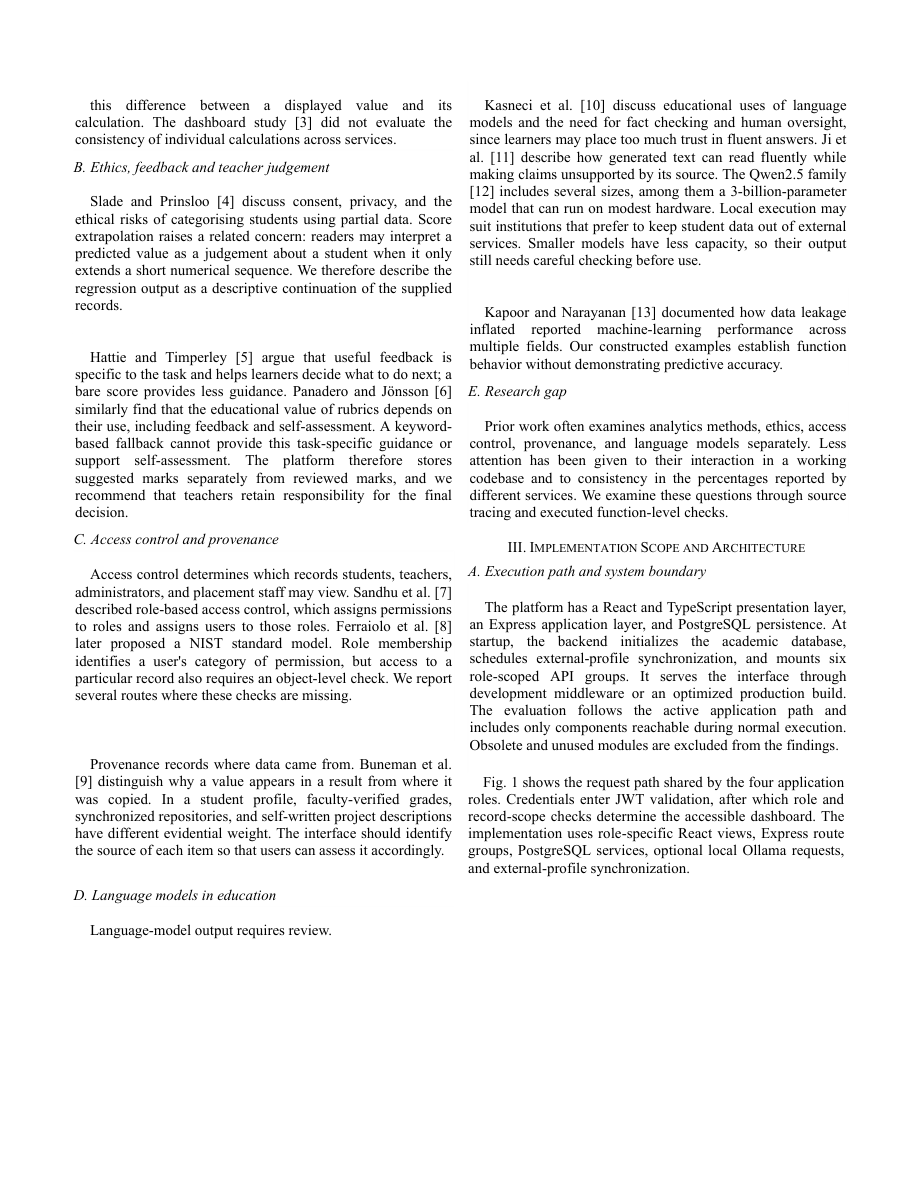 this difference between a displayed value and its
calculation. The dashboard study [3] did not evaluate the
consistency of individual calculations across services.
B. Ethics, feedback and teacher judgement
Slade and Prinsloo [4] discuss consent, privacy, and the
ethical risks of categorising students using partial data. Score
extrapolation raises a related concern: readers may interpret a
predicted value as a judgement about a student when it only
extends a short numerical sequence. We therefore describe the
regression output as a descriptive continuation of the supplied
records.
Hattie and Timperley [5] argue that useful feedback is
specific to the task and helps learners decide what to do next; a
bare score provides less guidance. Panadero and Jönsson [6]
similarly find that the educational value of rubrics depends on
their use, including feedback and self-assessment. A keyword-
based fallback cannot provide this task-specific guidance or
support self-assessment. The platform therefore stores
suggested marks separately from reviewed marks, and we
recommend that teachers retain responsibility for the final
decision.
C. Access control and provenance
Access control determines which records students, teachers,
administrators, and placement staff may view. Sandhu et al. [7]
described role-based access control, which assigns permissions
to roles and assigns users to those roles. Ferraiolo et al. [8]
later proposed a NIST standard model. Role membership
identifies a user's category of permission, but access to a
particular record also requires an object-level check. We report
several routes where these checks are missing.
Provenance records where data came from. Buneman et al.
[9] distinguish why a value appears in a result from where it
was copied. In a student profile, faculty-verified grades,
synchronized repositories, and self-written project descriptions
have different evidential weight. The interface should identify
the source of each item so that users can assess it accordingly.
D. Language models in education
Language-model output requires review.
Kasneci et al. [10] discuss educational uses of language
models and the need for fact checking and human oversight,
since learners may place too much trust in fluent answers. Ji et
al. [11] describe how generated text can read fluently while
making claims unsupported by its source. The Qwen2.5 family
[12] includes several sizes, among them a 3-billion-parameter
model that can run on modest hardware. Local execution may
suit institutions that prefer to keep student data out of external
services. Smaller models have less capacity, so their output
still needs careful checking before use.
Kapoor and Narayanan [13] documented how data leakage
inflated reported machine-learning performance across
multiple fields. Our constructed examples establish function
behavior without demonstrating predictive accuracy.
E. Research gap
Prior work often examines analytics methods, ethics, access
control, provenance, and language models separately. Less
attention has been given to their interaction in a working
codebase and to consistency in the percentages reported by
different services. We examine these questions through source
tracing and executed function-level checks.
III. IMPLEMENTATION SCOPE AND ARCHITECTURE
A. Execution path and system boundary
The platform has a React and TypeScript presentation layer,
an Express application layer, and PostgreSQL persistence. At
startup, the backend initializes the academic database,
schedules external-profile synchronization, and mounts six
role-scoped API groups. It serves the interface through
development middleware or an optimized production build.
The evaluation follows the active application path and
includes only components reachable during normal execution.
Obsolete and unused modules are excluded from the findings.
Fig. 1 shows the request path shared by the four application
roles. Credentials enter JWT validation, after which role and
record-scope checks determine the accessible dashboard. The
implementation uses role-specific React views, Express route
groups, PostgreSQL services, optional local Ollama requests,
and external-profile synchronization.